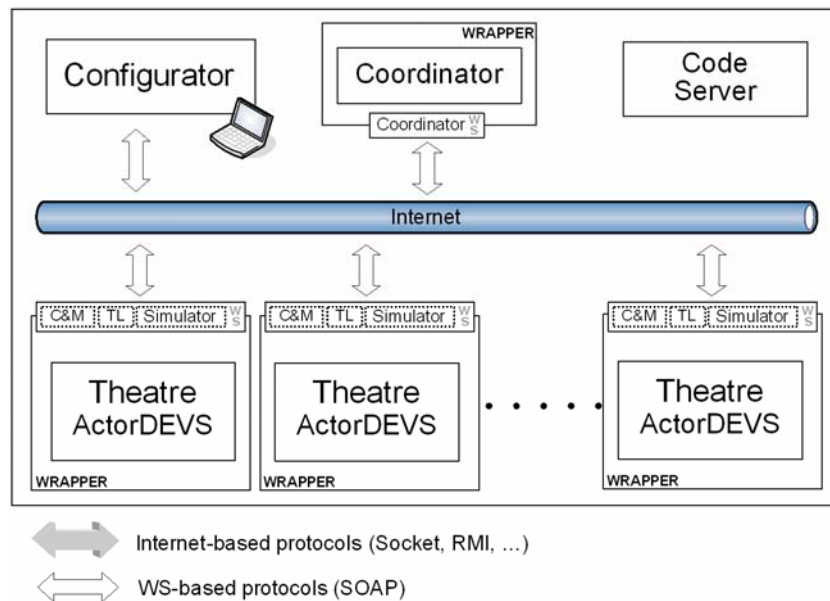 WRAPPER
Configurator
Coordinator
Code
Server
Coordinator WS
Internet
C&M TL Simulator WS
C&M TL Simulator WS
C&M TL Simulator WS
Theatre
ActorDEVS
Theatre
ActorDEVS
Theatre
ActorDEVS
WRAPPER
WRAPPER
WRAPPER
Internet-based protocols (Socket, RMI, ...)
WS-based protocols (SOAP)